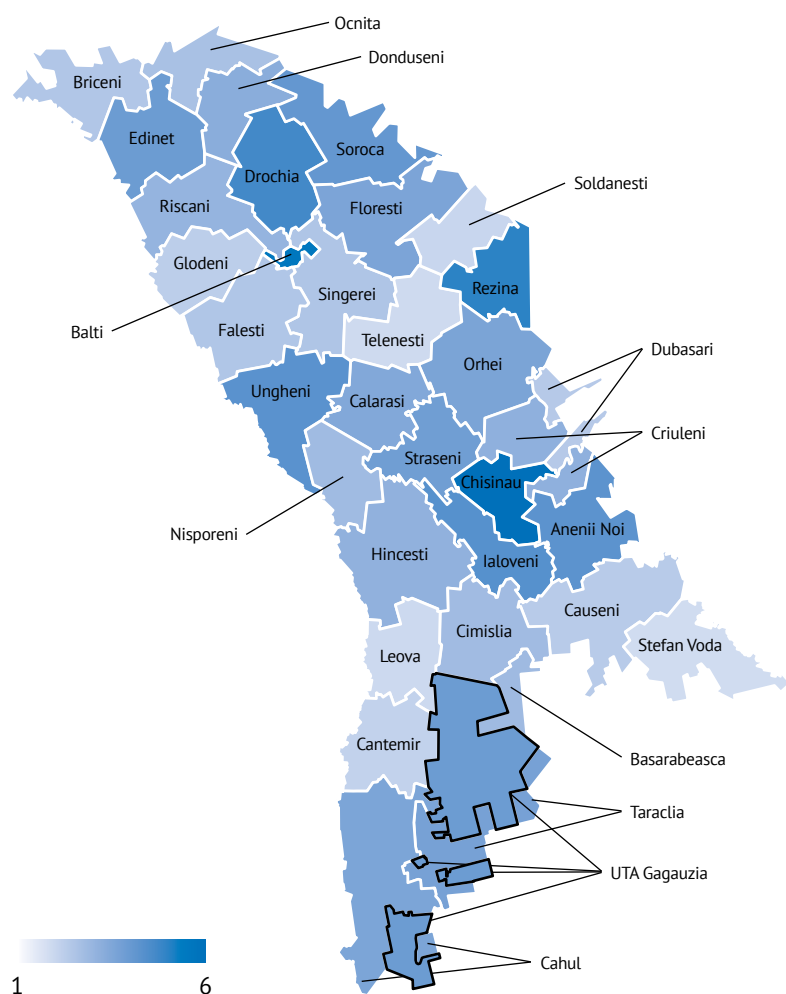 Ocnita
Donduseni
Briceni
Edinet
Soroca
Drochia
Soldanesti
Riscani
Floresti
Glodeni
Rezina
Singerei
Balti
Falesti
Telenesti
Dubasari
Orhei
Ungheni
Calarasi
Criuleni
Straseni
Chisinau
Nisporeni
Anenii Noi
Hincesti
Ialoveni
Causeni
Cimislia
Stefan Voda
Leova
Cantemir
Basarabeasca
Taraclia
UTA Gagauzia
Cahul
1 6